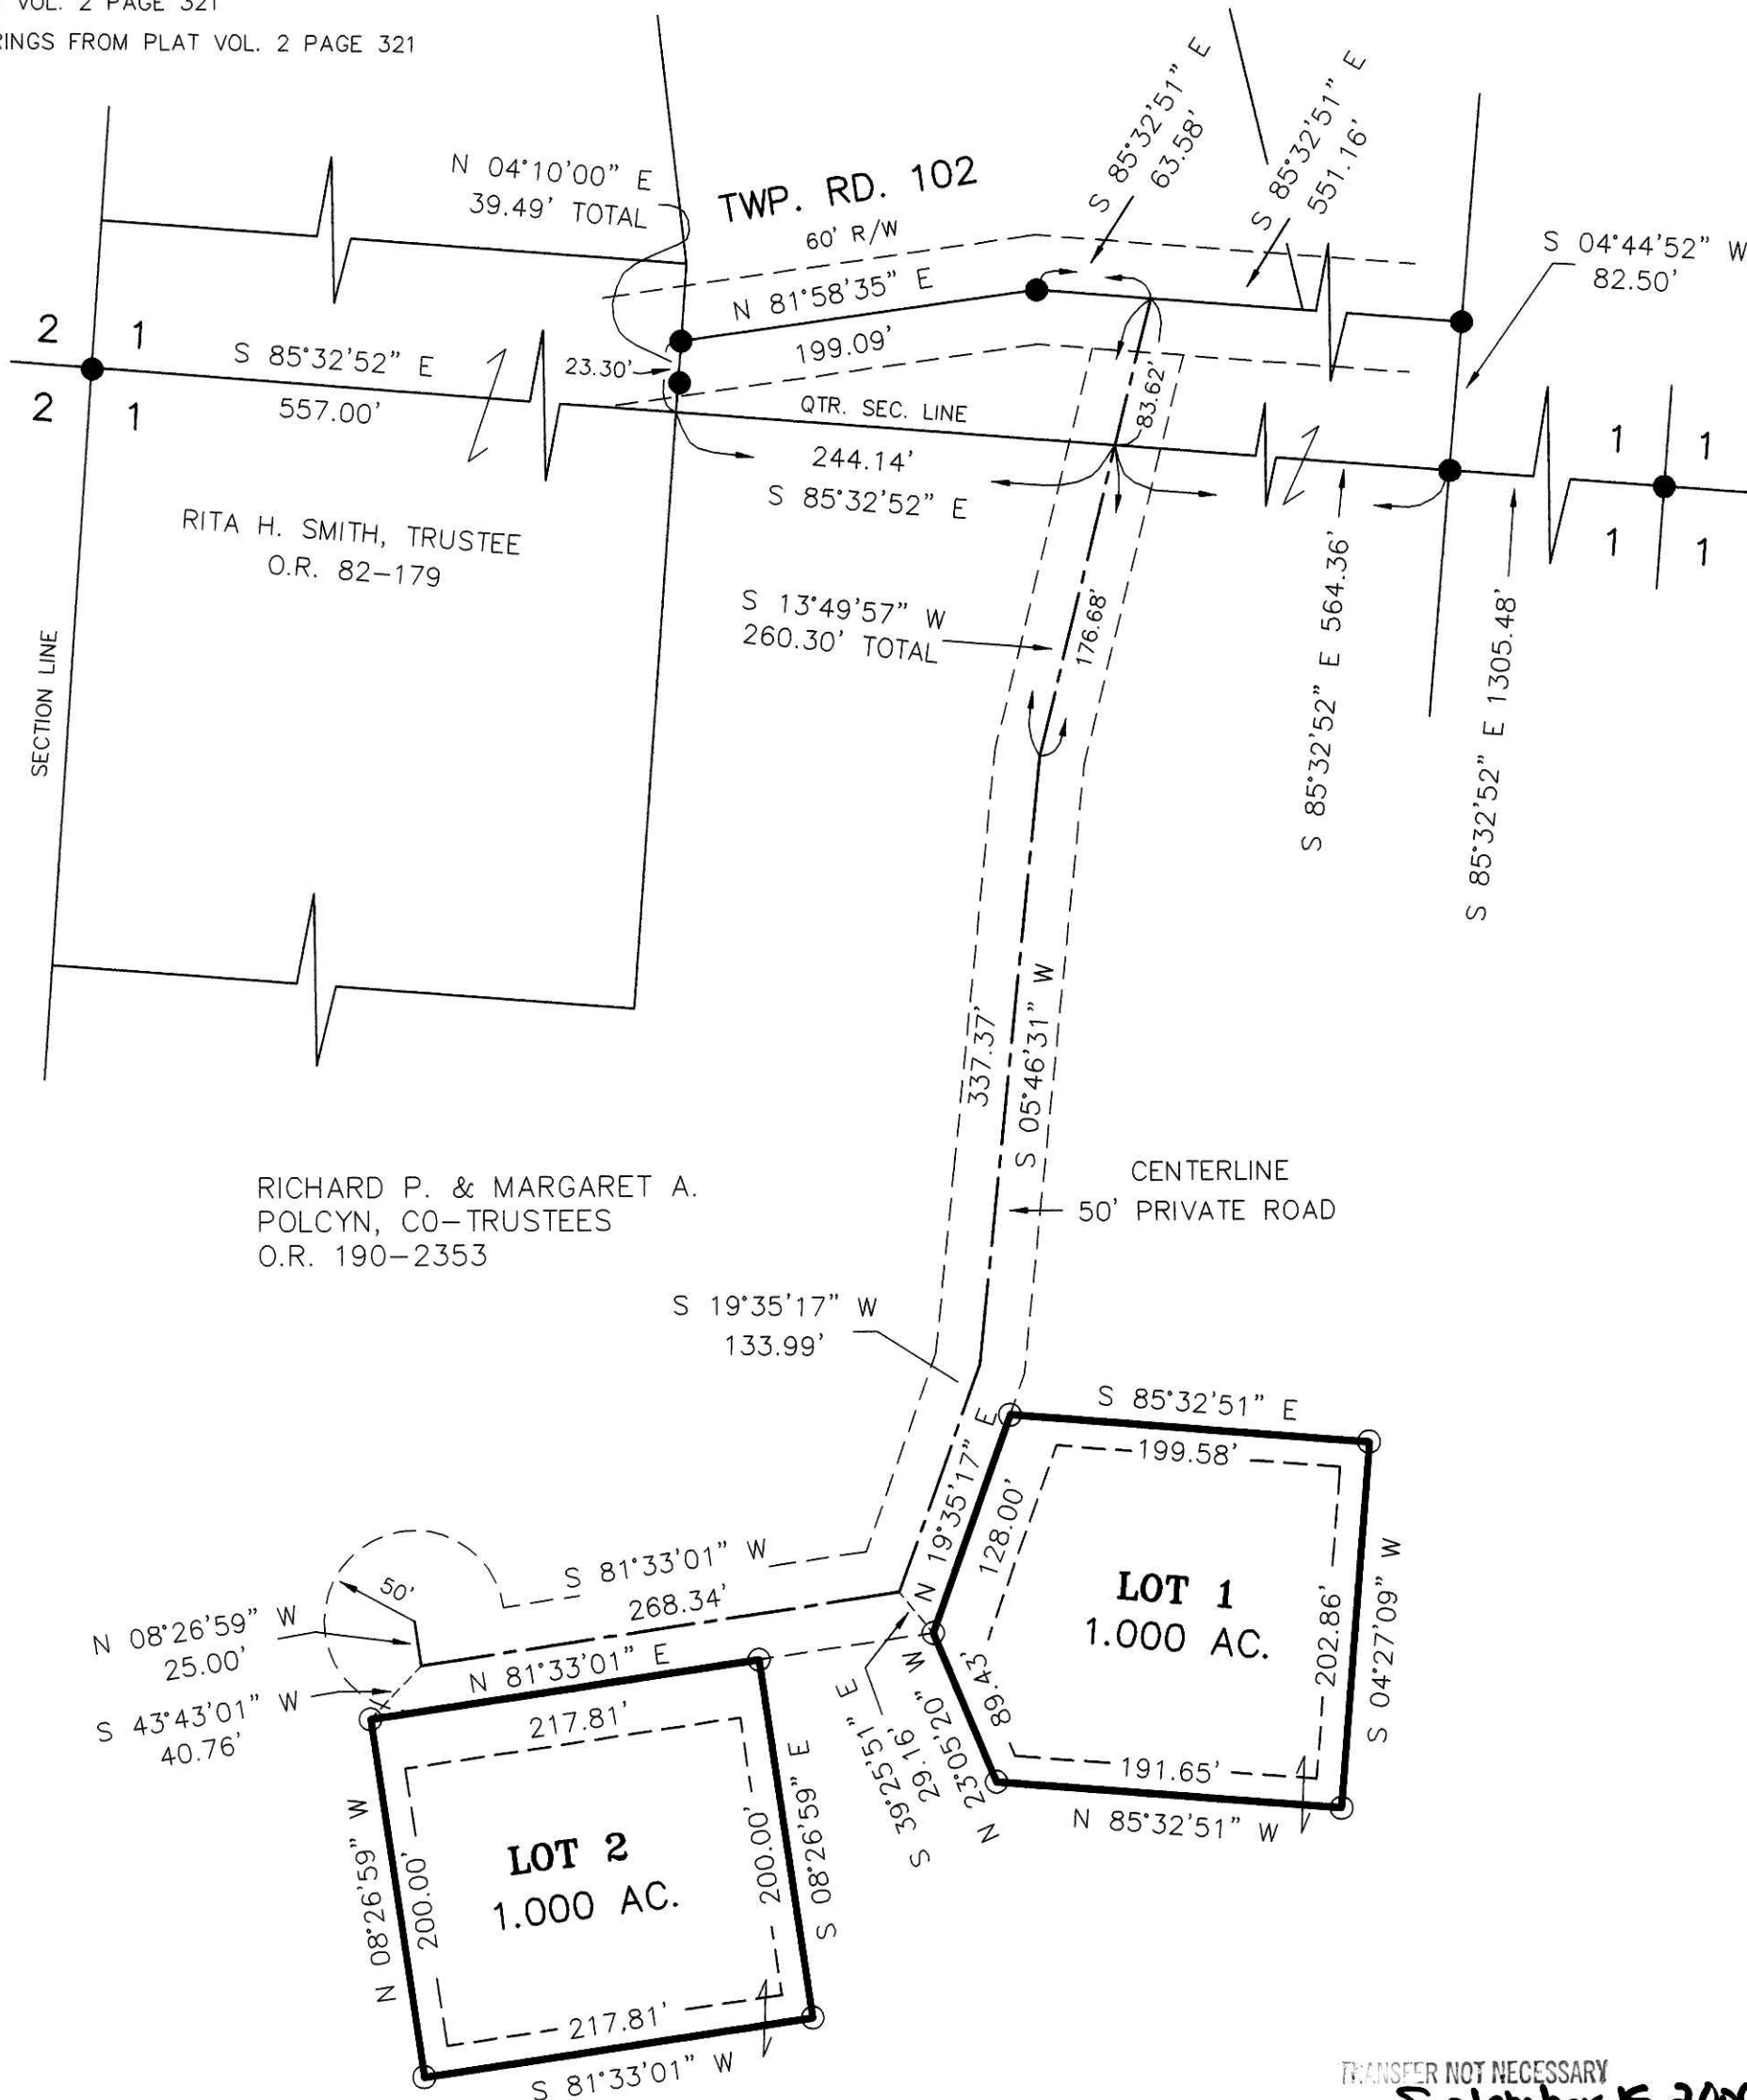 VOL. 2 PAGE 321
RINGS FROM PLAT VOL. 2 PAGE 321
N 04°10'00" E
39.49' TOTAL
TWP. RD. 102
60' R/W
N 81°58'35" E
199.09'
S 85°32'51" E
63.58'
S 85°32'51" E
551.16'
S 04°44'52" W
82.50'
2
1
2
1
S 85°32'52" E
557.00'
23.30'
QTR. SEC. LINE
244.14'
S 85°32'52" E
83.62'
1
1
1
1
RITA H. SMITH, TRUSTEE
O.R. 82-179
SECTION LINE
S 13°49'57" W
260.30' TOTAL
176.68'
S 85°32'52" E 564.36'
S 85°32'52" E 1305.48'
337.37'
S 05°46'31" W
RICHARD P. & MARGARET A.
POLCYN, CO-TRUSTEES
O.R. 190-2353
CENTERLINE
50' PRIVATE ROAD
S 19°35'17" W
133.99'
S 85°32'51" E
199.58'
N 19°35'17" E
128.00'
LOT 1
1.000 AC.
202.86'
S 04°27'09" W
89.43'
N 23°05'20" W
191.65'
N 85°32'51" W
S 39°25'51" E
29.16'
S 81°33'01" W
268.34'
50'
N 08°26'59" W
25.00'
S 43°43'01" W
40.76'
N 81°33'01" E
217.81'
N 08°26'59" W
200.00'
LOT 2
1.000 AC.
200.00'
S 08°26'59" E
217.81'
S 81°33'01" W
TRANSFER NOT NECESSARY
September 15